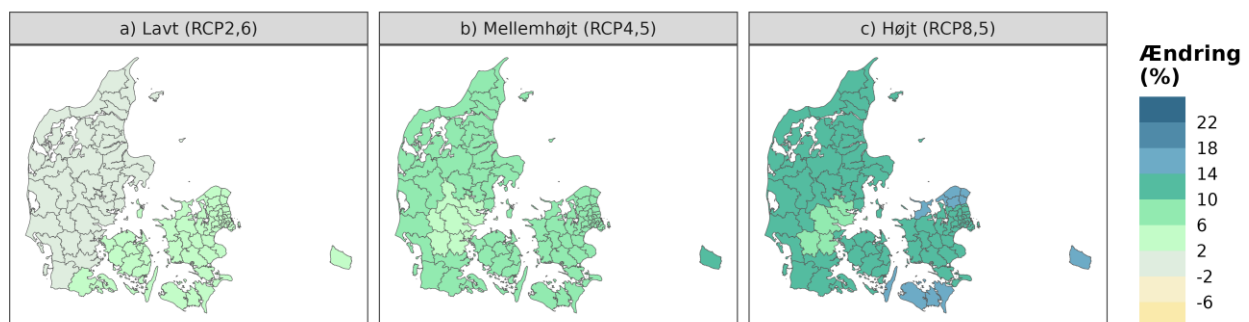 a) Lavt (RCP2,6)
b) Mellemhøjt (RCP4,5)
c) Højt (RCP8,5)
Ændring
(%)
22
18
14
10
6
2
-2
-6